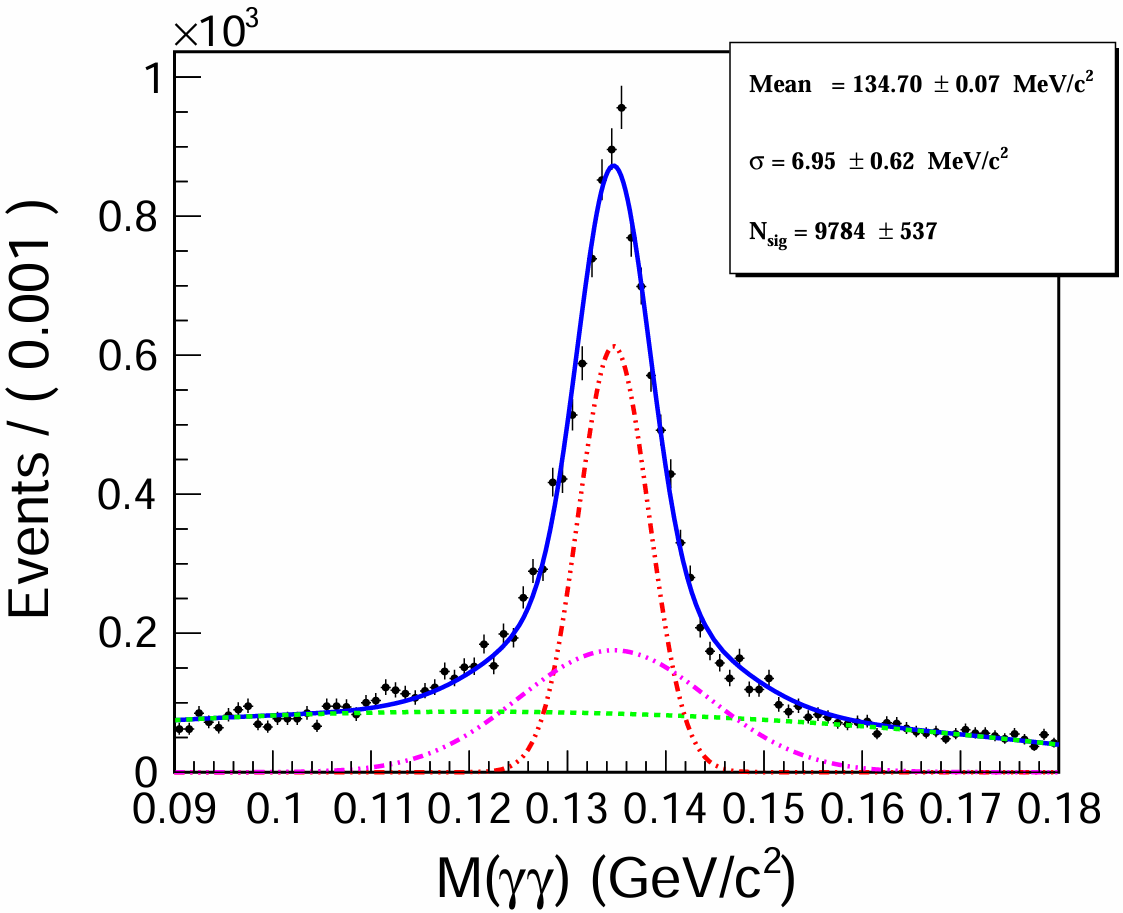 ×10³
Mean = 134.70 ± 0.07 MeV/c²
σ = 6.95 ± 0.62 MeV/c²
N_sig = 9784 ± 537
Events / ( 0.001 )
1
0.8
0.6
0.4
0.2
0
0.09 0.1 0.11 0.12 0.13 0.14 0.15 0.16 0.17 0.18
M(γγ) (GeV/c²)